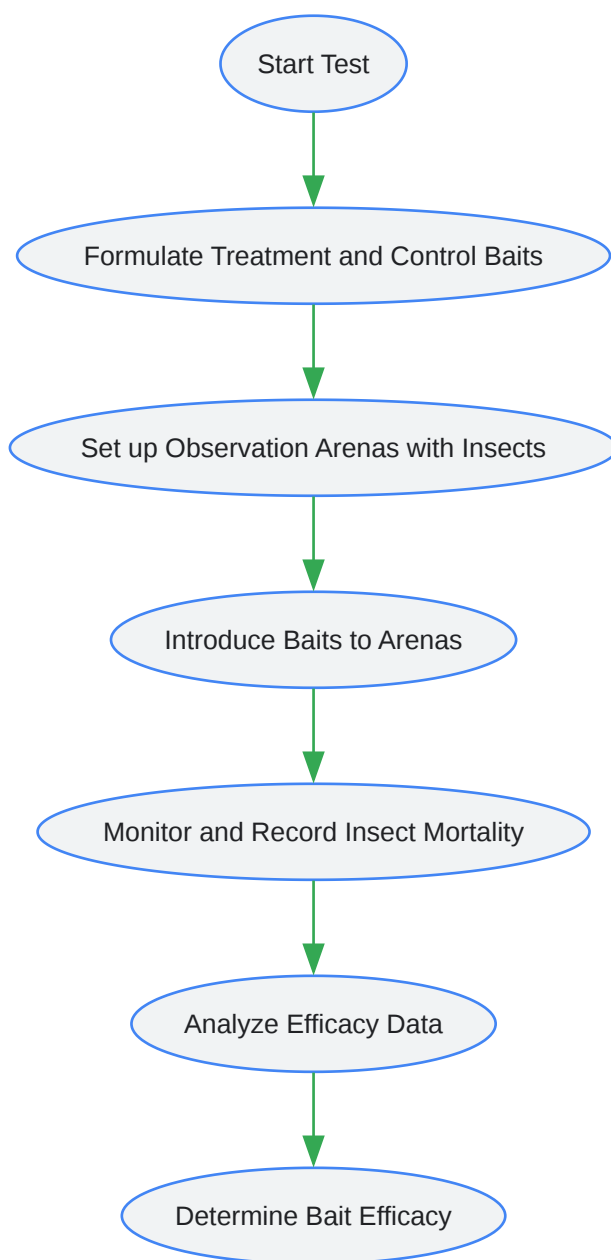 Start Test
Formulate Treatment and Control Baits
Set up Observation Arenas with Insects
Introduce Baits to Arenas
Monitor and Record Insect Mortality
Analyze Efficacy Data
Determine Bait Efficacy